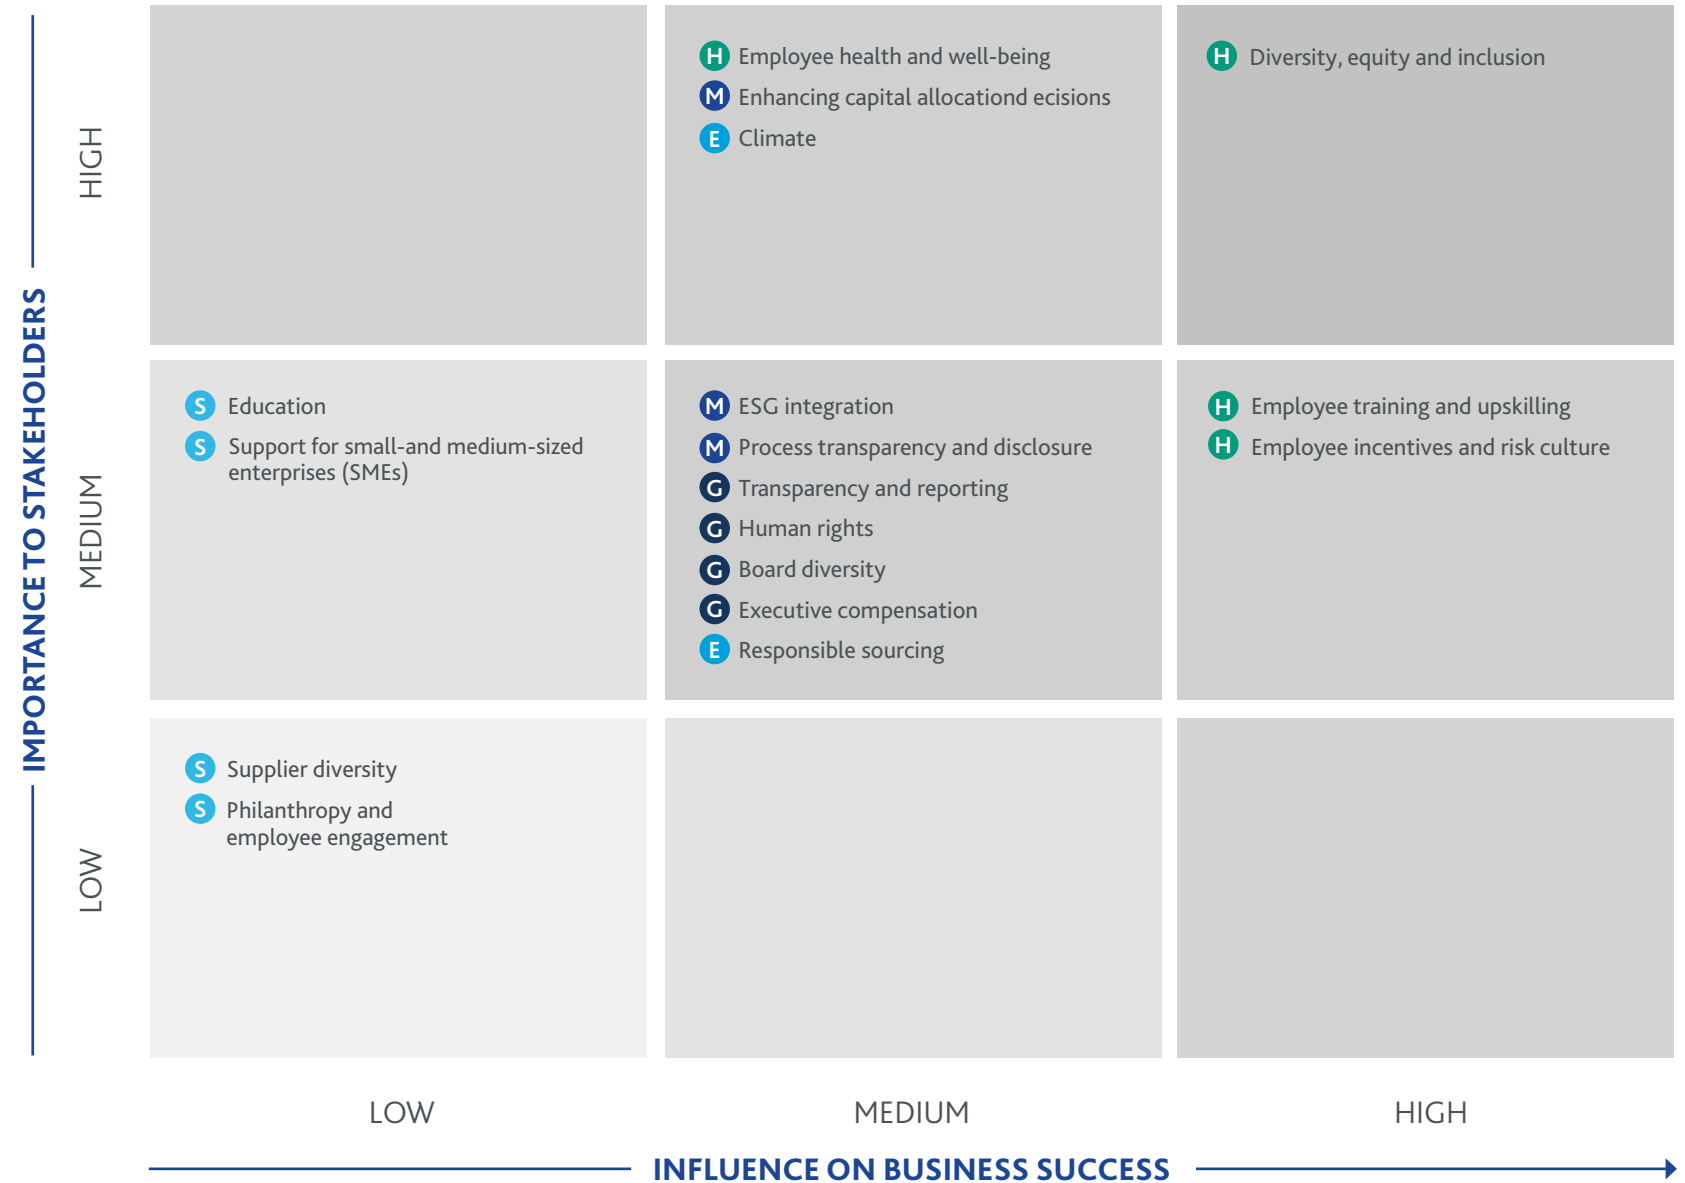 IMPORTANCE TO STAKEHOLDERS
HIGH
H Employee health and well-being
M Enhancing capital allocationd ecisions
E Climate
H Diversity, equity and inclusion
MEDIUM
S Education
S Support for small-and medium-sized
enterprises (SMEs)
M ESG integration
M Process transparency and disclosure
G Transparency and reporting
G Human rights
G Board diversity
G Executive compensation
E Responsible sourcing
H Employee training and upskilling
H Employee incentives and risk culture
LOW
S Supplier diversity
S Philanthropy and
employee engagement
LOW
MEDIUM
HIGH
INFLUENCE ON BUSINESS SUCCESS